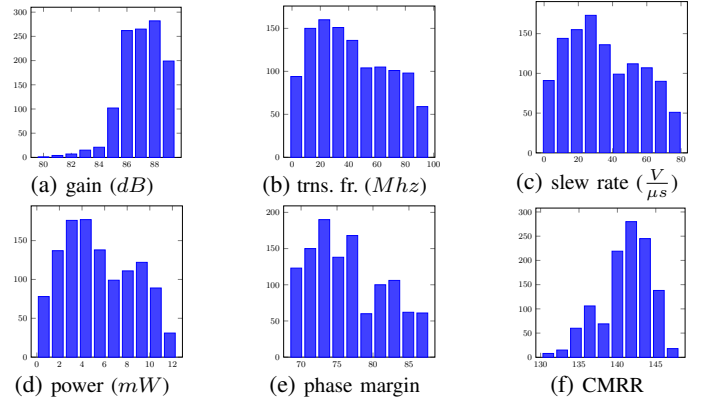 300
250
200
150
100
50
0
80 82 84 86 88
(a) gain (dB)
150
100
50
0
0 20 40 60 80 100
(b) trns. fr. (Mhz)
150
100
50
0
0 20 40 60 80
(c) slew rate (V/μs)
150
100
50
0
0 2 4 6 8 10 12
(d) power (mW)
200
150
100
50
0
70 75 80 85
(e) phase margin
300
250
200
150
100
50
0
130 135 140 145
(f) CMRR